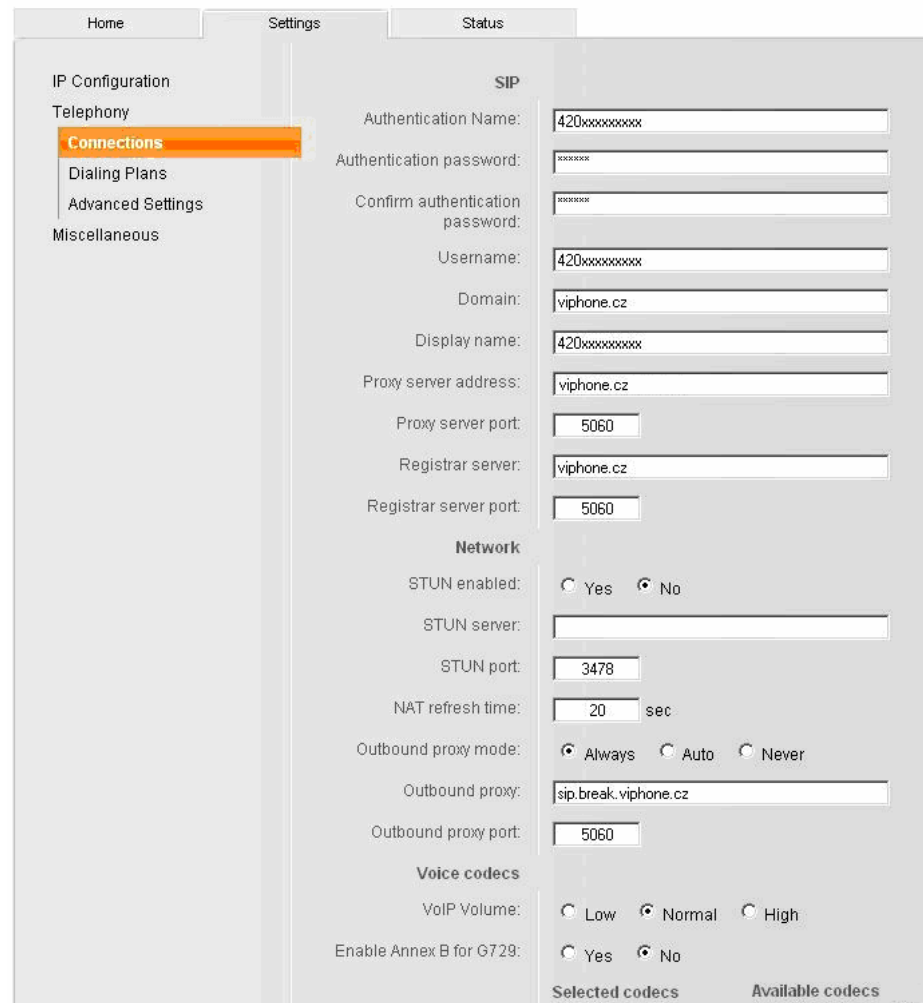 Home Settings Status
IP Configuration
Telephony
Connections
Dialing Plans
Advanced Settings
Miscellaneous
SIP
Authentication Name: 420xxxxxxxxx
Authentication password: ******
Confirm authentication password: ******
Username: 420xxxxxxxxx
Domain: viphone.cz
Display name: 420xxxxxxxxx
Proxy server address: viphone.cz
Proxy server port: 5060
Registrar server: viphone.cz
Registrar server port: 5060
Network
STUN enabled: Yes No
STUN server:
STUN port: 3478
NAT refresh time: 20 sec
Outbound proxy mode: Always Auto Never
Outbound proxy: sip.break.viphone.cz
Outbound proxy port: 5060
Voice codecs
VoIP Volume: Low Normal High
Enable Annex B for G729: Yes No
Selected codecs Available codecs